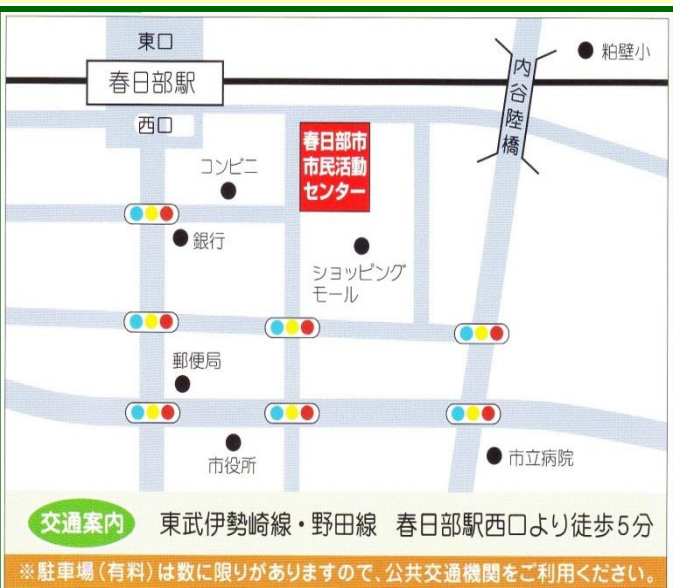 東口
春日部駅
西口
内谷陸橋
粕壁小
コンビニ
春日部市
市民活動
センター
銀行
ショッピング
モール
郵便局
市役所
市立病院
交通案内
東武伊勢崎線・野田線 春日部駅西口より徒歩5分
※駐車場(有料)は数に限りがありますので、公共交通機関をご利用ください。